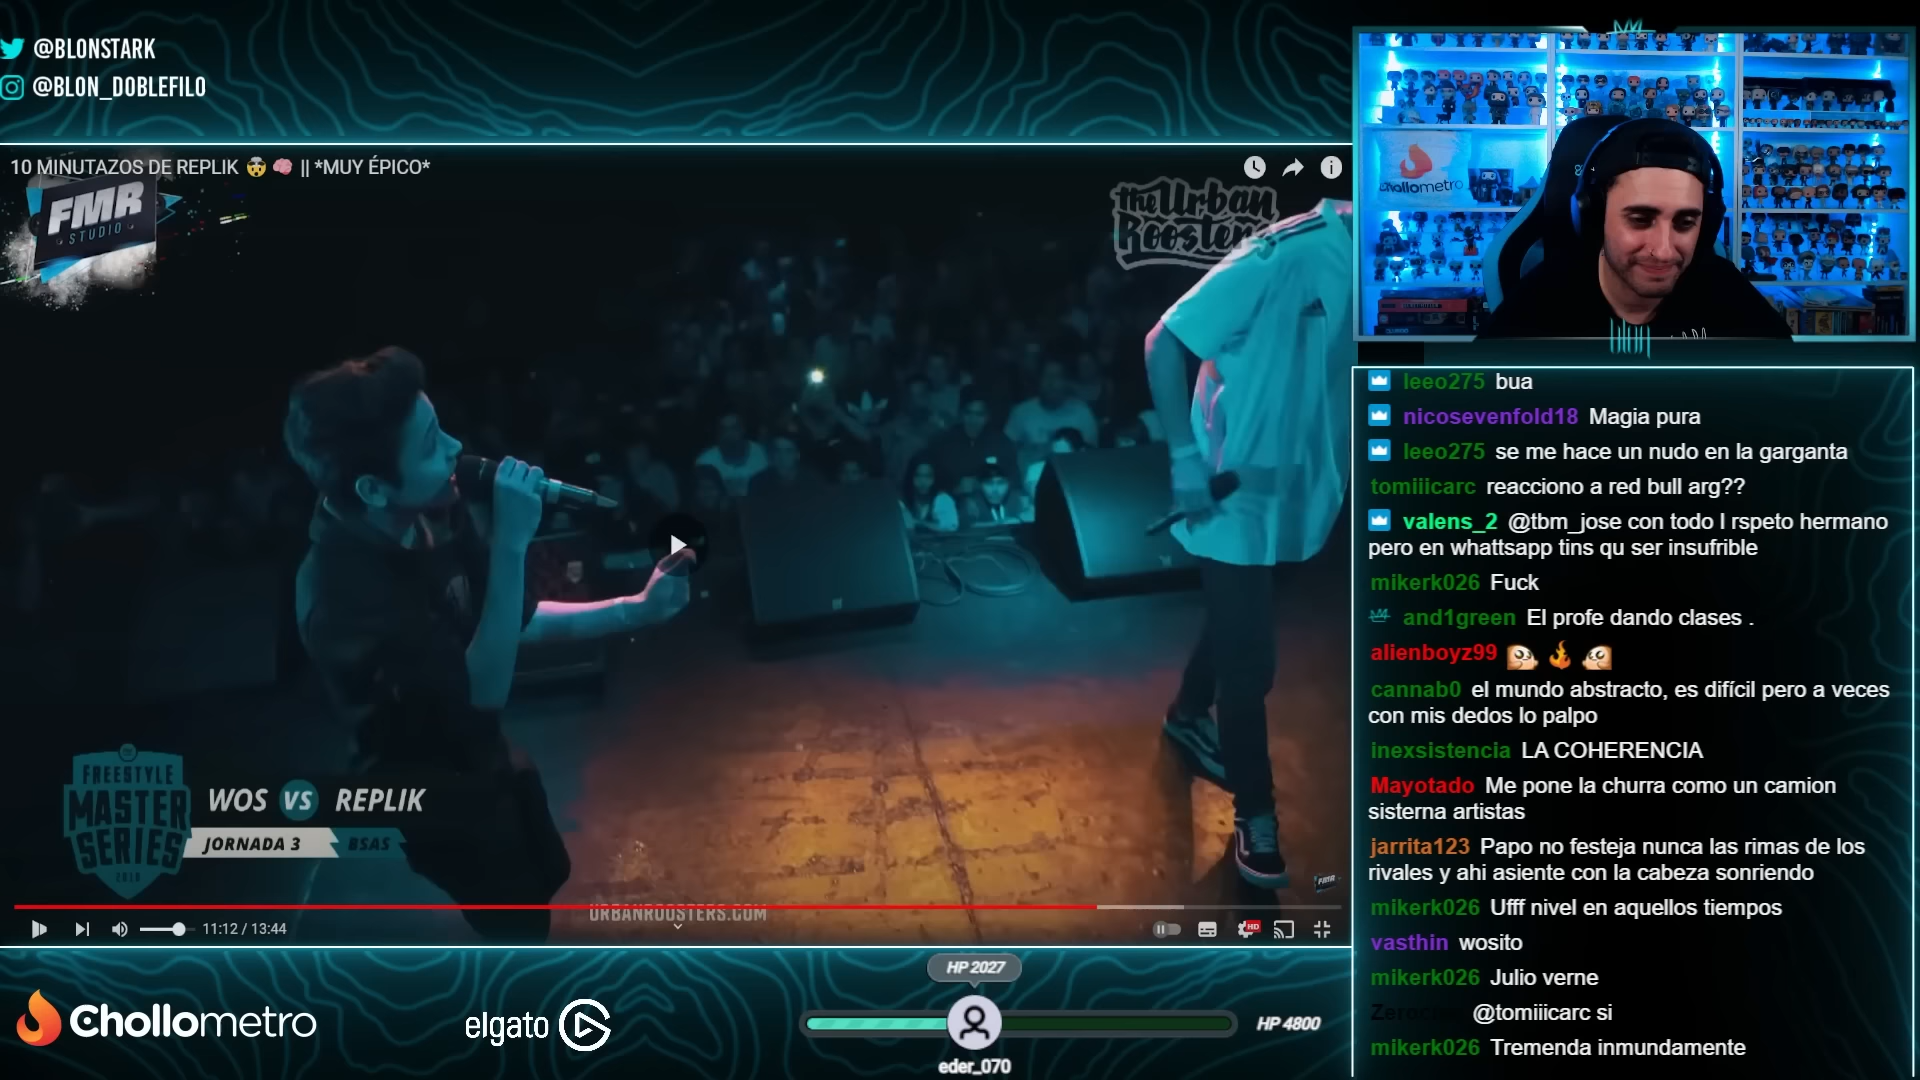 @BLONSTARK
@BLON_DOBLEFILO
10 MINUTAZOS DE REPLIK 🤯 🧠 || *MUY ÉPICO*
FMR
STUDIO
the Urban
Roosters
FREESTYLE
MASTER
SERIES
2018
WOS VS REPLIK
JORNADA 3
BSAS
URBANROOSTERS.COM
FMR
11:12 / 13:44
HD
Chollometro
elgato
HP 2027
HP 4800
eder_070
chollometro
leeo275 bua
nicosevenfold18 Magia pura
leeo275 se me hace un nudo en la garganta
tomiiicarc reacciono a red bull arg??
valens_2 @tbm_jose con todo l rspeto hermano
pero en whattsapp tins qu ser insufrible
mikerk026 Fuck
and1green El profe dando clases .
alienboyz99
cannab0 el mundo abstracto, es difícil pero a veces
con mis dedos lo palpo
inexsistencia LA COHERENCIA
Mayotado Me pone la churra como un camion
sisterna artistas
jarrita123 Papo no festeja nunca las rimas de los
rivales y ahi asiente con la cabeza sonriendo
mikerk026 Ufff nivel en aquellos tiempos
vasthin wosito
mikerk026 Julio verne
@tomiiicarc si
mikerk026 Tremenda inmundamente